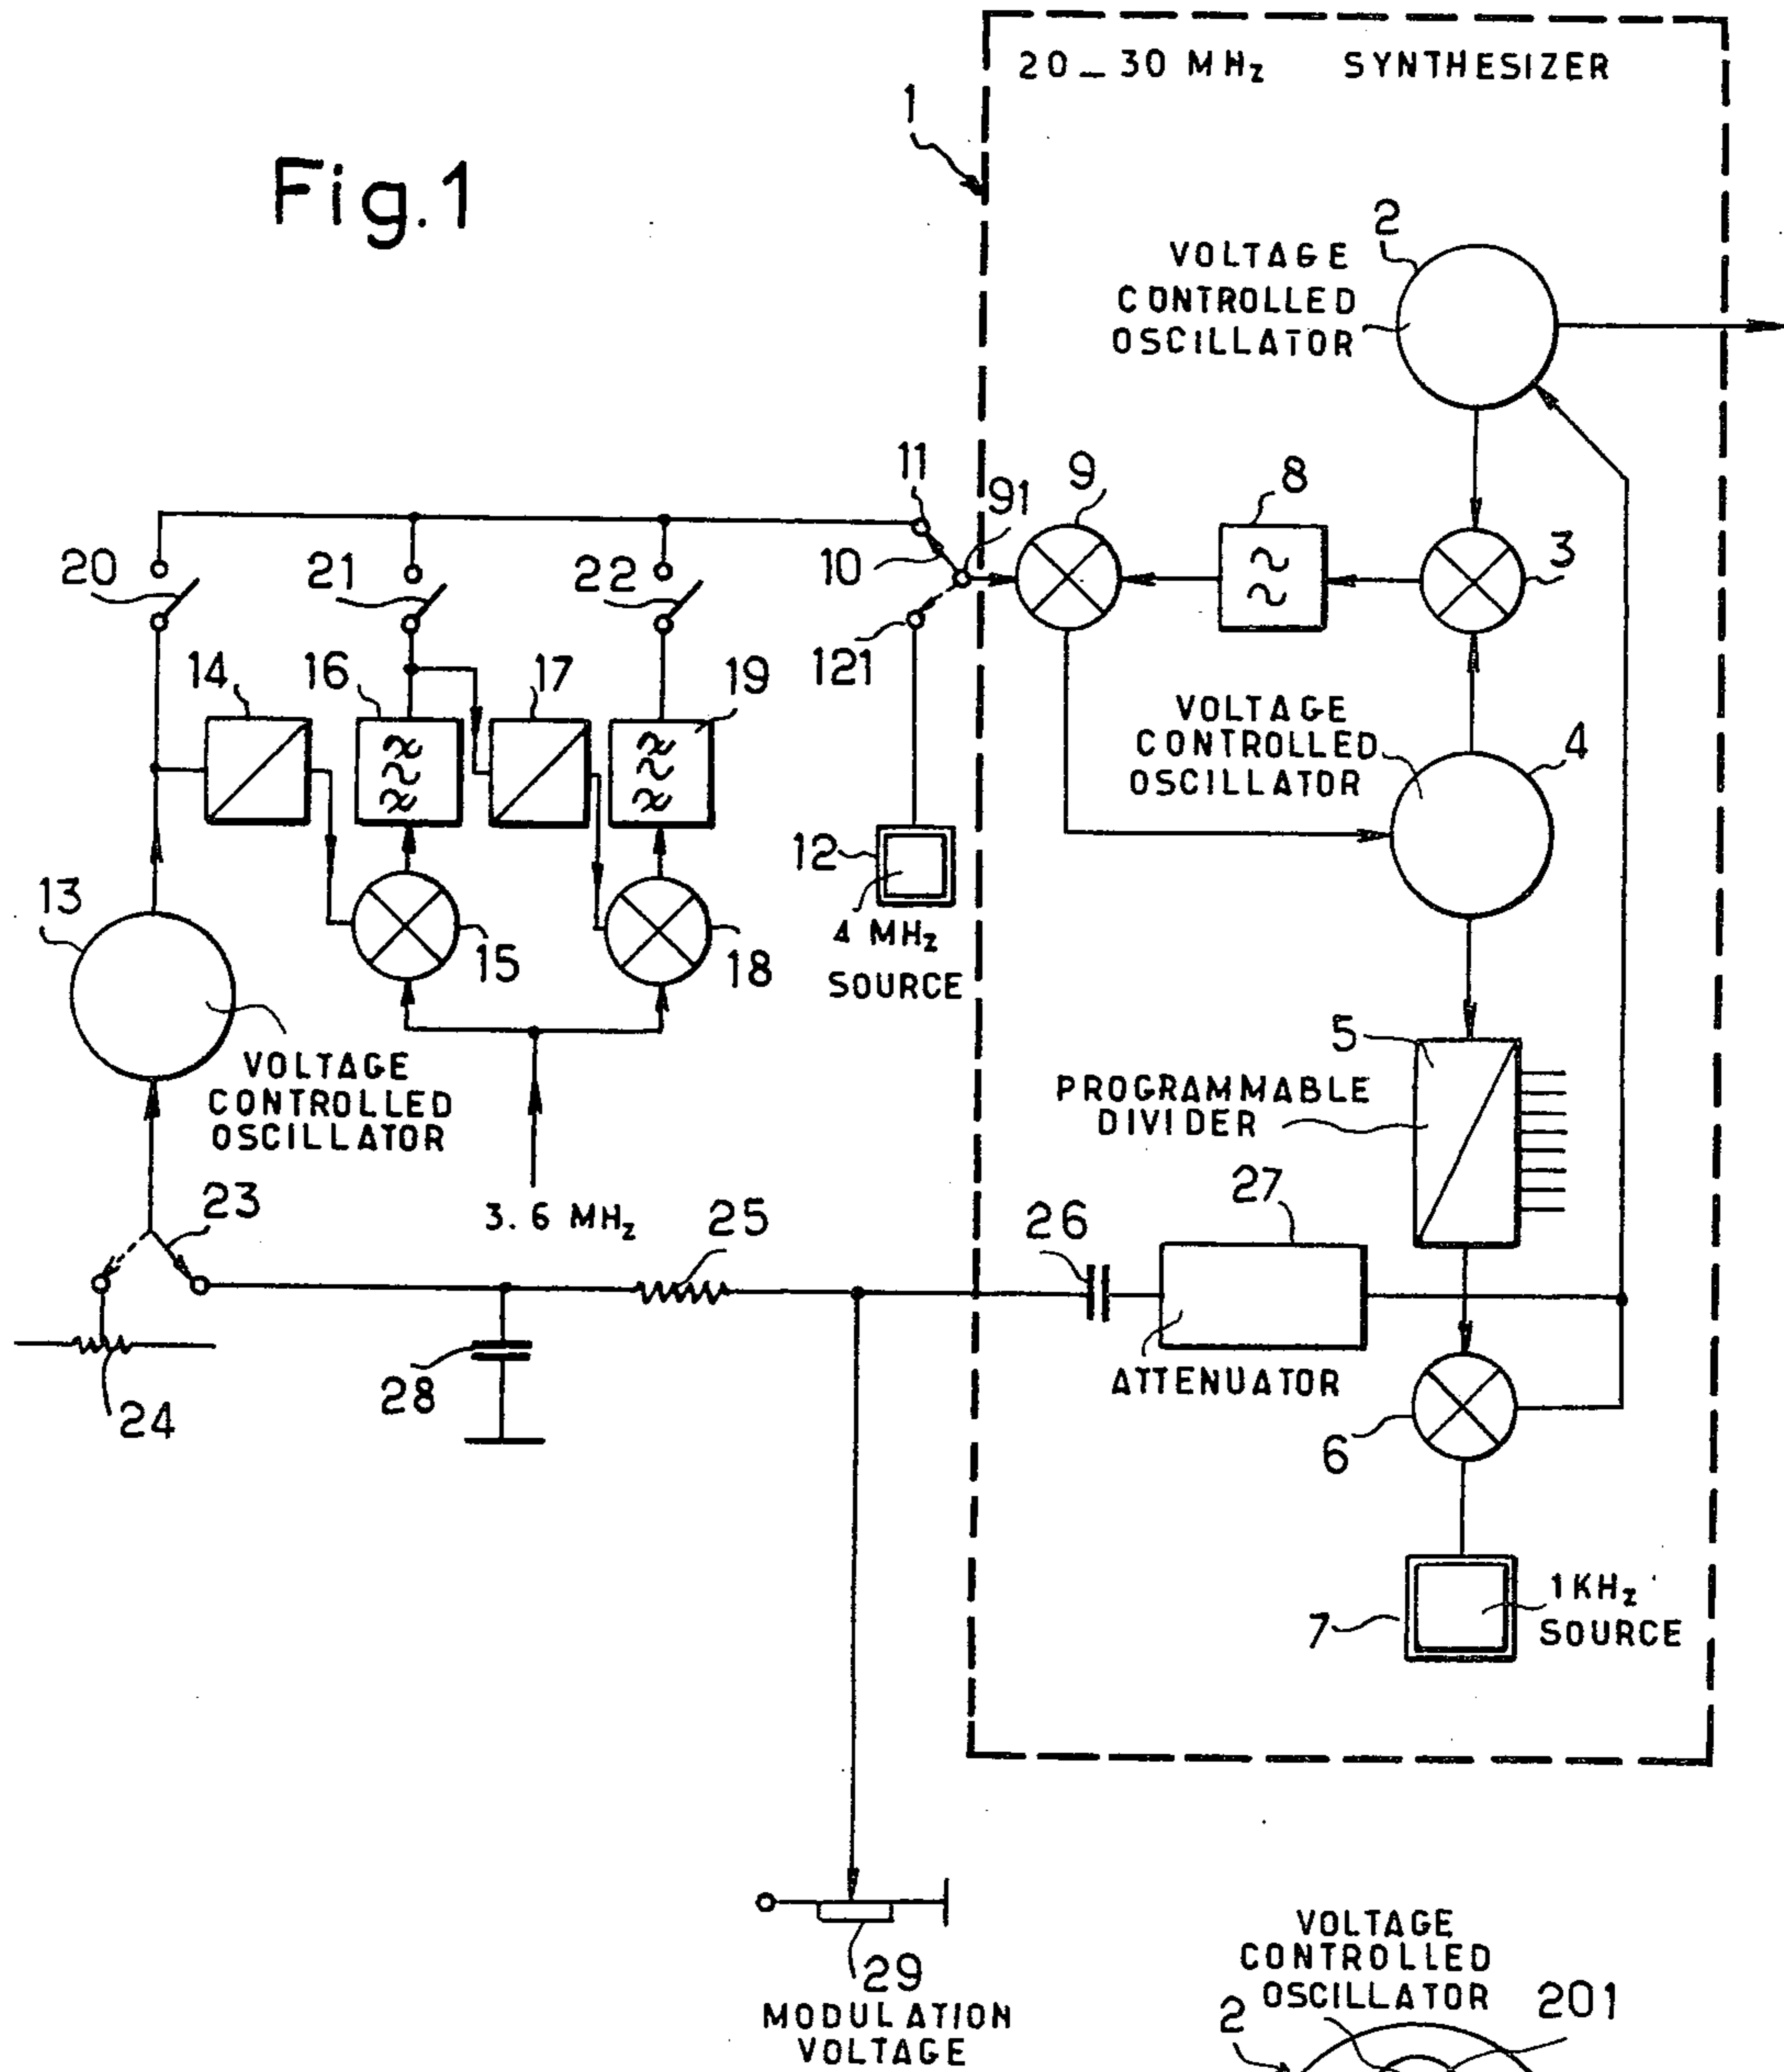 Fig.1
20_30 MHz SYNTHESIZER
1
2
VOLTAGE
CONTROLLED
OSCILLATOR
11
91
9
8
3
10
20
21
22
121
14
16
17
19
VOLTAGE
CONTROLLED
OSCILLATOR
4
12
4 MHz
SOURCE
13
15
18
VOLTAGE
CONTROLLED
OSCILLATOR
5
PROGRAMMABLE
DIVIDER
23
3.6 MHz
25
26
27
24
28
ATTENUATOR
6
7
1 KHz
SOURCE
29
MODULATION
VOLTAGE
VOLTAGE
CONTROLLED
OSCILLATOR
2
201